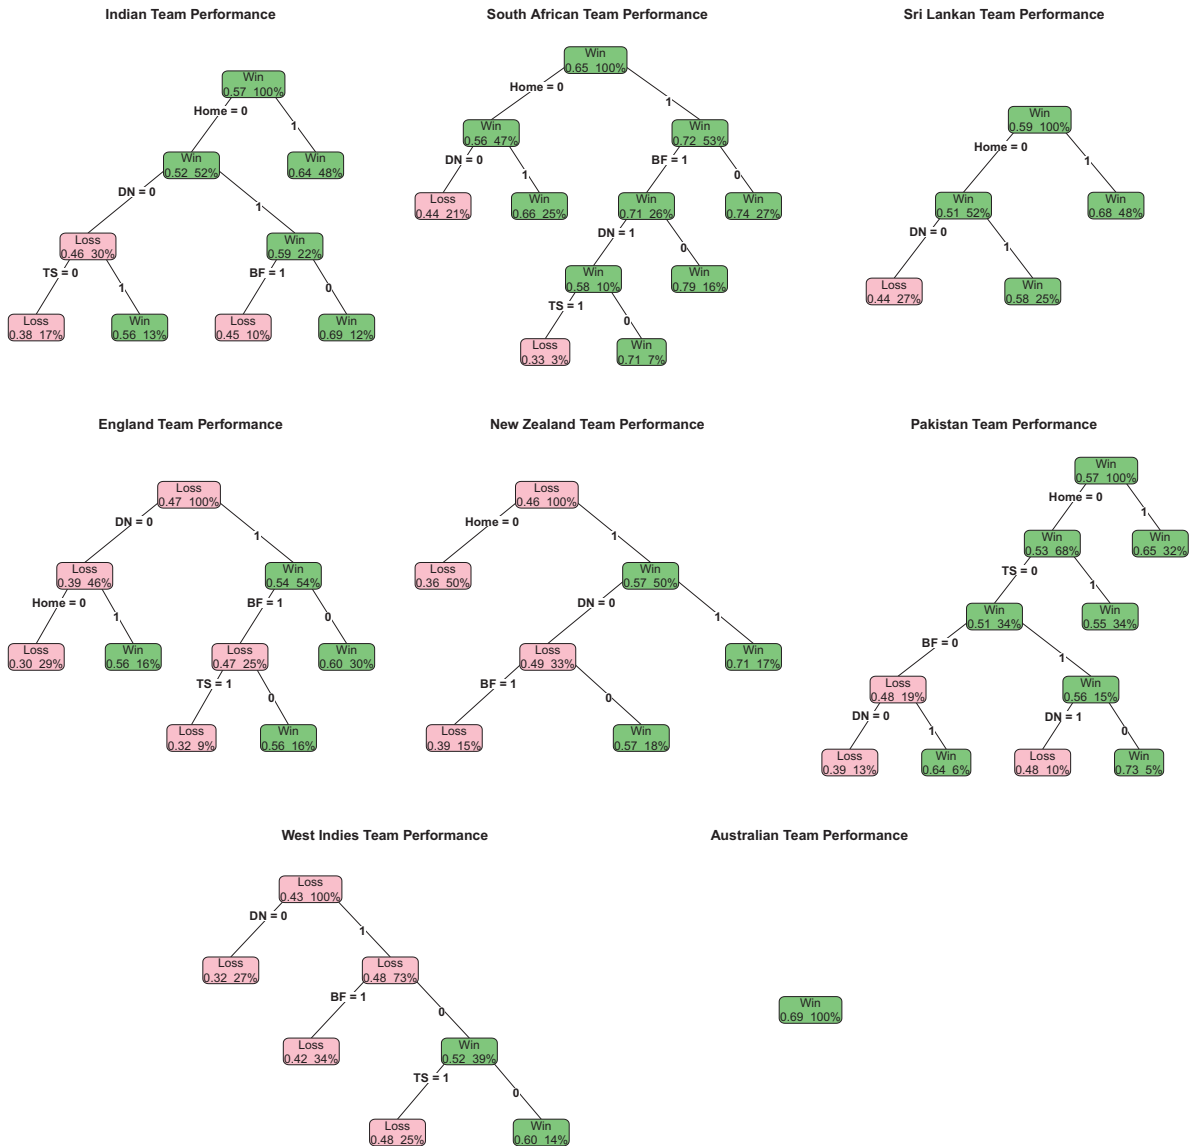 Indian Team Performance
Win
0.57 100%
Home = 0
1
Win
0.52 52%
Win
0.64 48%
DN = 0
1
Loss
0.46 30%
Win
0.59 22%
TS = 0
1
BF = 1
0
Loss
0.38 17%
Win
0.56 13%
Loss
0.45 10%
Win
0.69 12%
South African Team Performance
Win
0.65 100%
Home = 0
1
Win
0.56 47%
Win
0.72 53%
DN = 0
1
BF = 1
0
Loss
0.44 21%
Win
0.66 25%
Win
0.71 26%
Win
0.74 27%
DN = 1
0
Win
0.58 10%
Win
0.79 16%
TS = 1
0
Loss
0.33 3%
Win
0.71 7%
Sri Lankan Team Performance
Win
0.59 100%
Home = 0
1
Win
0.51 52%
Win
0.68 48%
DN = 0
1
Loss
0.44 27%
Win
0.58 25%
England Team Performance
Loss
0.47 100%
DN = 0
1
Loss
0.39 46%
Win
0.54 54%
Home = 0
1
BF = 1
0
Loss
0.30 29%
Win
0.56 16%
Loss
0.47 25%
Win
0.60 30%
TS = 1
0
Loss
0.32 9%
Win
0.56 16%
New Zealand Team Performance
Loss
0.46 100%
Home = 0
1
Loss
0.36 50%
Win
0.57 50%
DN = 0
1
Loss
0.49 33%
Win
0.71 17%
BF = 1
0
Loss
0.39 15%
Win
0.57 18%
Pakistan Team Performance
Win
0.57 100%
Home = 0
1
Win
0.53 68%
Win
0.65 32%
TS = 0
1
Win
0.51 34%
Win
0.55 34%
BF = 0
1
Loss
0.48 19%
Win
0.56 15%
DN = 0
1
DN = 1
0
Loss
0.39 13%
Win
0.64 6%
Loss
0.48 10%
Win
0.73 5%
West Indies Team Performance
Loss
0.43 100%
DN = 0
1
Loss
0.32 27%
Loss
0.48 73%
BF = 1
0
Loss
0.42 34%
Win
0.52 39%
TS = 1
0
Loss
0.48 25%
Win
0.60 14%
Australian Team Performance
Win
0.69 100%